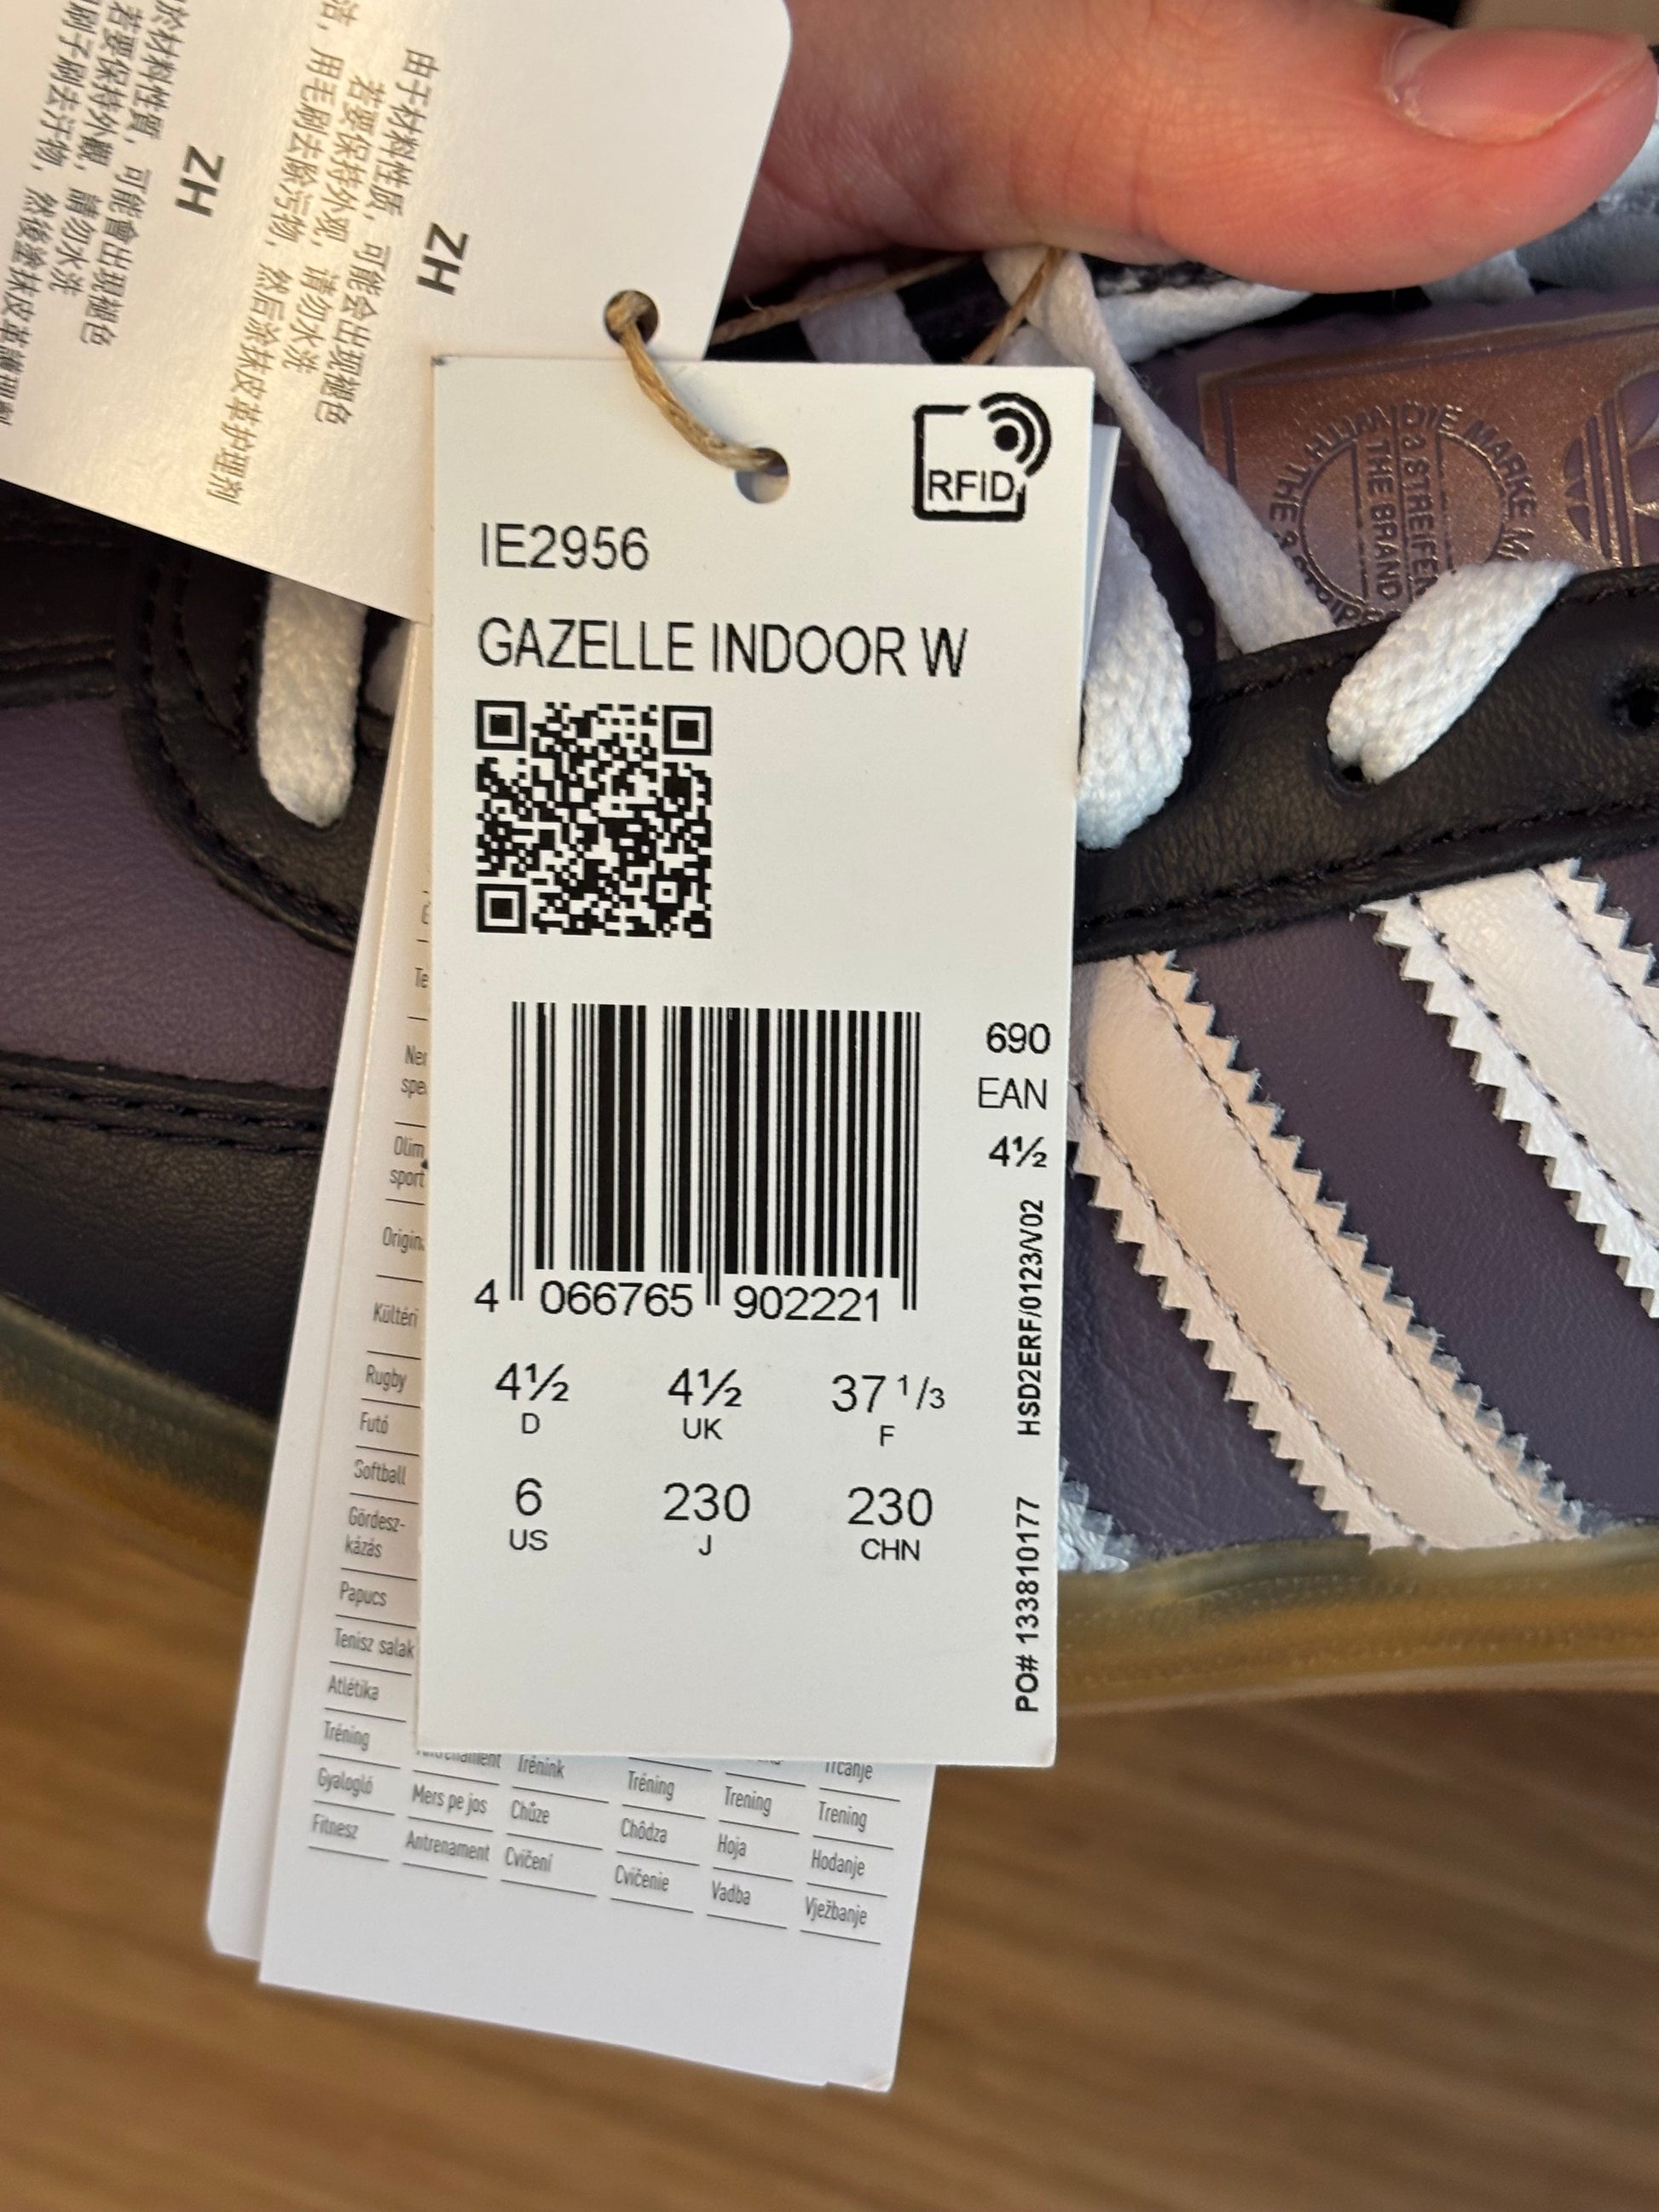 ZH
由于材料性质，可能会出现褪色
若要保持外观，请勿水洗
用毛刷去除污物，然后涂抹皮革护理剂
ZH
於材料性質，可能會出現褪色
若要保持外觀，請勿水洗
刷子刷去汙物，然後塗抹皮革護理劑
RFID
IE2956
GAZELLE INDOOR W
690
EAN
4½
4 066765 902221
4½ 4½ 37 1/3
D UK F
6 230 230
US J CHN
HSD2ERF/0123/V02
PO# 133810177
DIE MARKE
3 STREIFEN
THE BRAND
Rugby
Futó
Softball
Gördesz-
kázás
Papucs
Tenisz salak
Atlétika
Tréning Trénink Tréning Trening Trening
Gyalogló Mers pe jos Chůze Chôdza Hoja Hodanje
Fitnesz Antrenament Cvičení Cvičenie Vadba Vježbanje